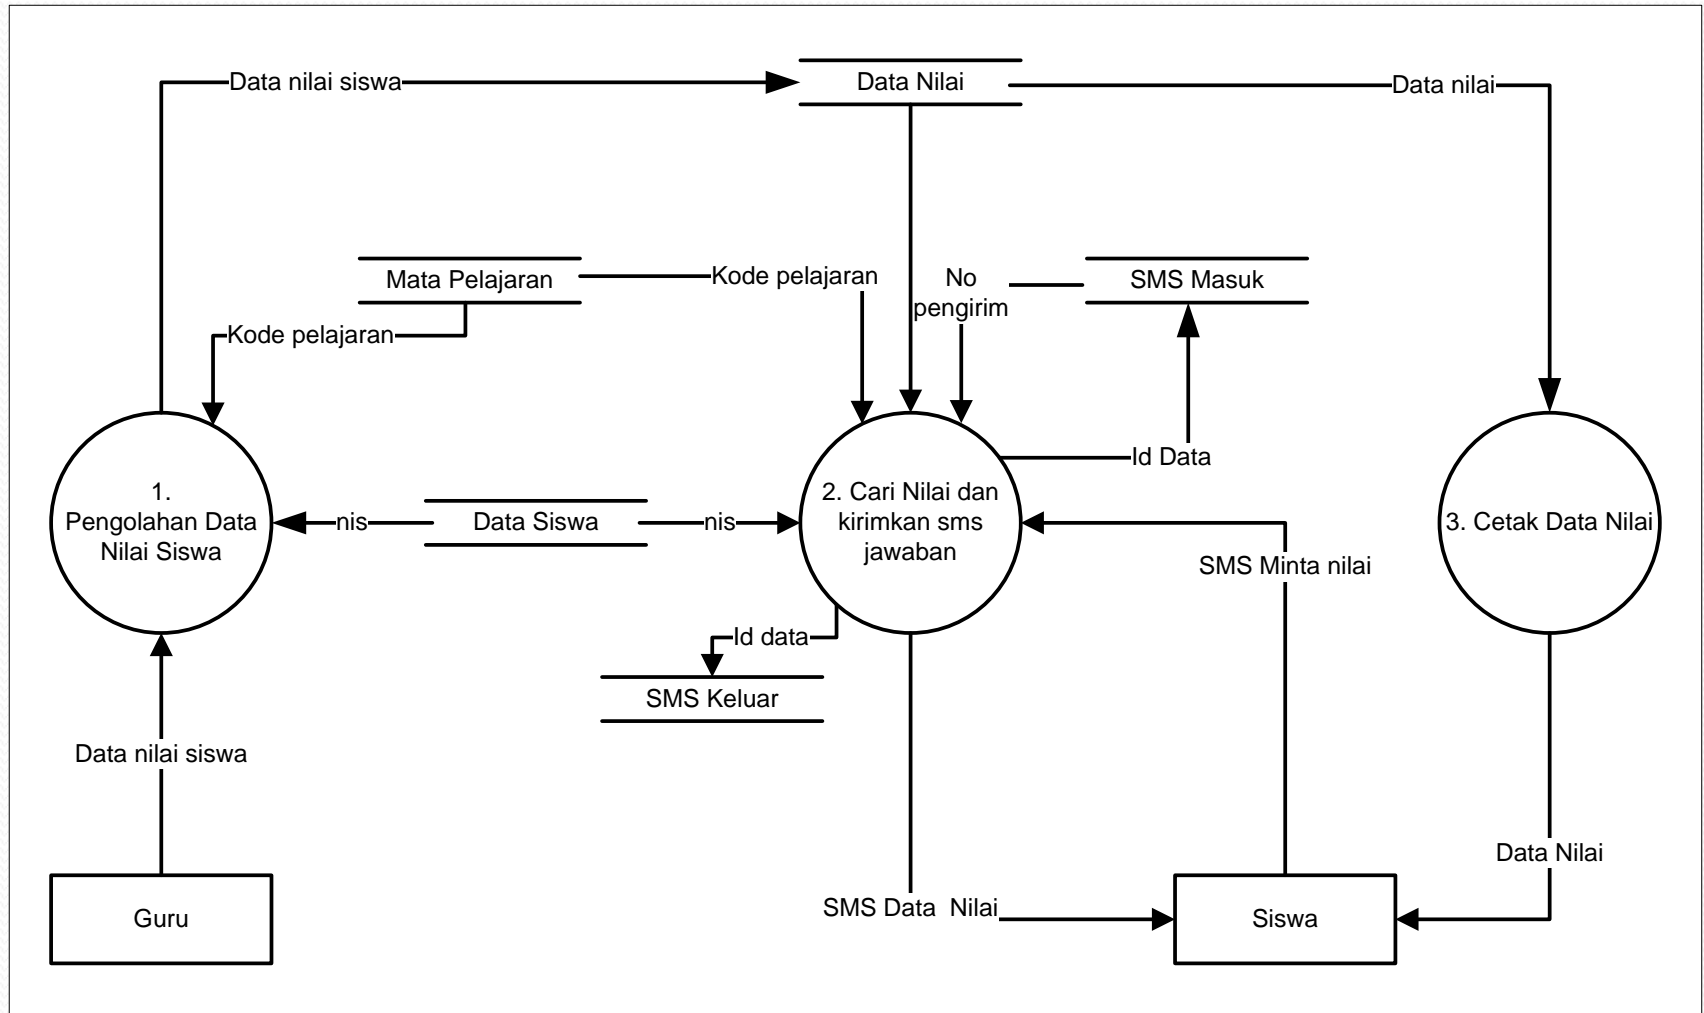 Data nilai siswa
Data Nilai
Data nilai
Mata Pelajaran
Kode pelajaran
No
pengirim
SMS Masuk
Kode pelajaran
Id Data
1.
Pengolahan Data
Nilai Siswa
nis
Data Siswa
nis
2. Cari Nilai dan
kirimkan sms
jawaban
3. Cetak Data Nilai
SMS Minta nilai
Id data
SMS Keluar
Data nilai siswa
Data Nilai
SMS Data  Nilai
Guru
Siswa